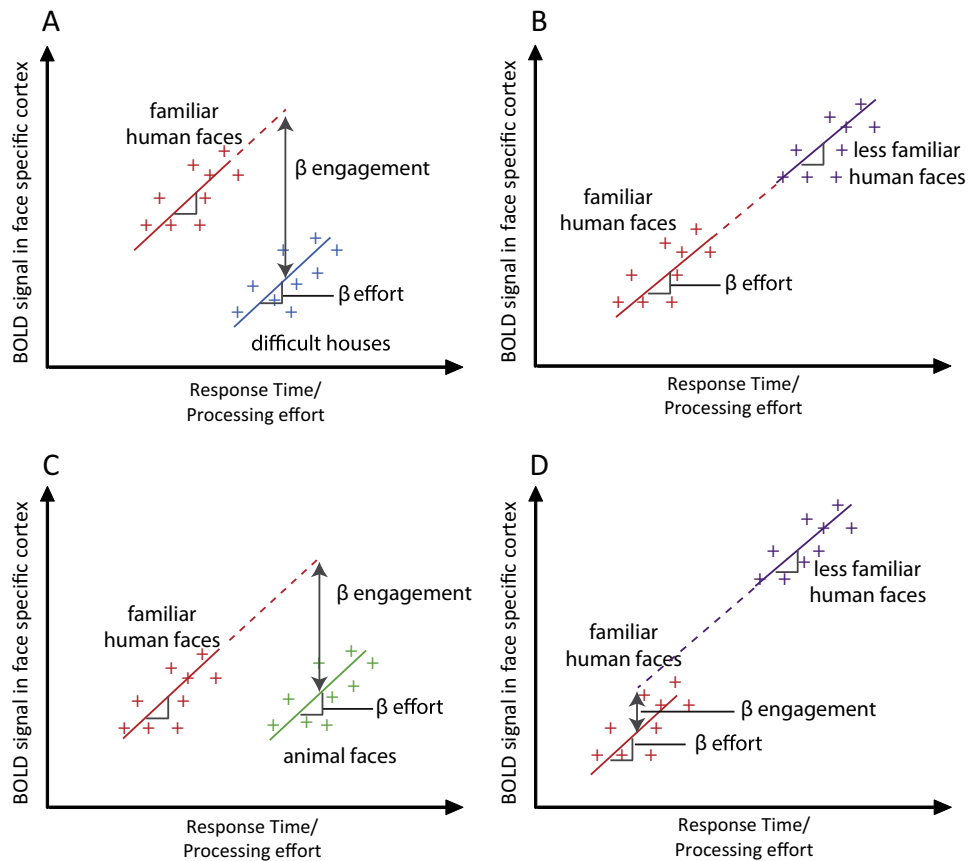 A
BOLD signal in face specific cortex
familiar
human faces
β engagement
β effort
difficult houses
Response Time/
Processing effort
B
BOLD signal in face specific cortex
less familiar
human faces
familiar
human faces
β effort
Response Time/
Processing effort
C
BOLD signal in face specific cortex
β engagement
familiar
human faces
β effort
animal faces
Response Time/
Processing effort
D
BOLD signal in face specific cortex
less familiar
human faces
familiar
human faces
β engagement
β effort
Response Time/
Processing effort